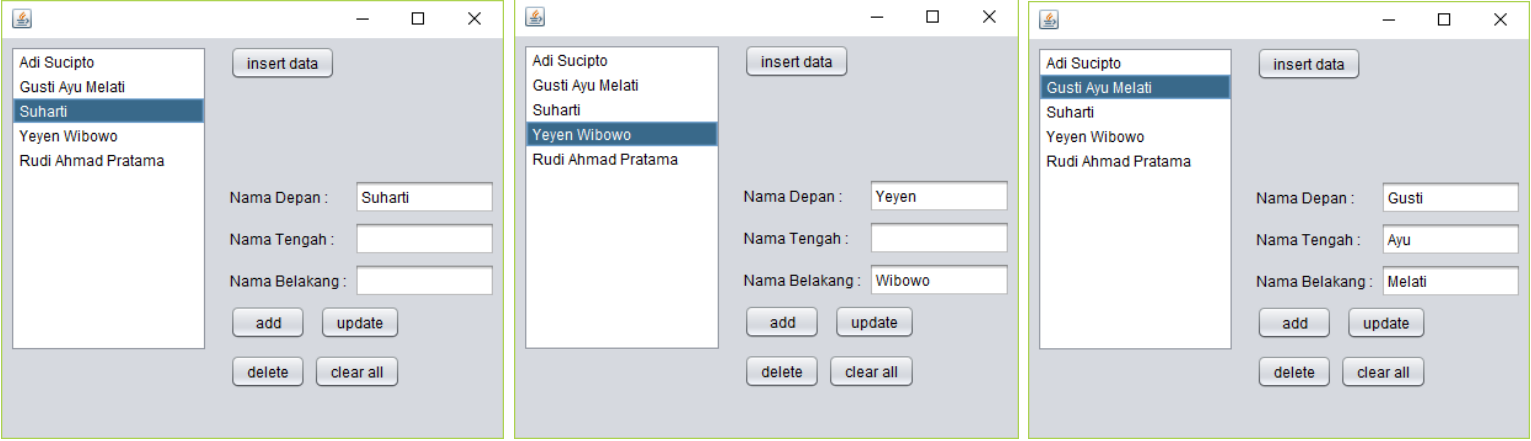 Adi Sucipto
Gusti Ayu Melati
Suharti
Yeyen Wibowo
Rudi Ahmad Pratama
insert data
Nama Depan : Suharti
Nama Tengah :
Nama Belakang :
add update
delete clear all
Adi Sucipto
Gusti Ayu Melati
Suharti
Yeyen Wibowo
Rudi Ahmad Pratama
insert data
Nama Depan : Yeyen
Nama Tengah :
Nama Belakang : Wibowo
add update
delete clear all
Adi Sucipto
Gusti Ayu Melati
Suharti
Yeyen Wibowo
Rudi Ahmad Pratama
insert data
Nama Depan : Gusti
Nama Tengah : Ayu
Nama Belakang : Melati
add update
delete clear all